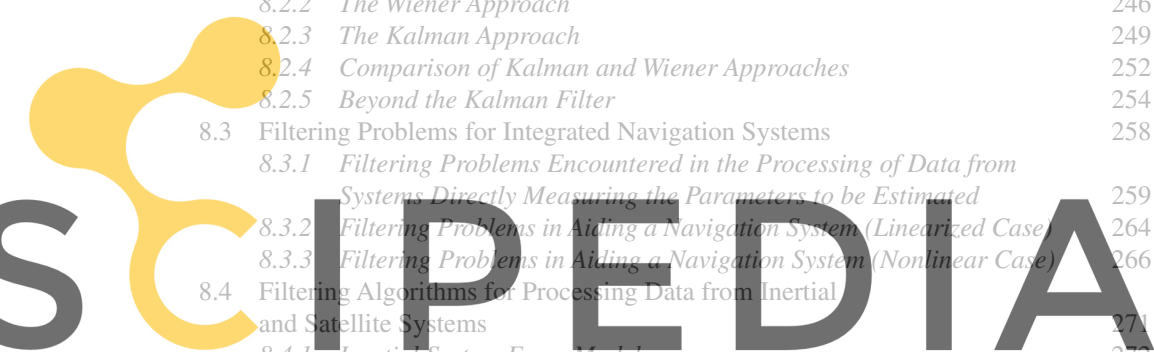 8.2.2 The Wiener Approach 246
8.2.3 The Kalman Approach 249
8.2.4 Comparison of Kalman and Wiener Approaches 252
8.2.5 Beyond the Kalman Filter 254
8.3 Filtering Problems for Integrated Navigation Systems 258
8.3.1 Filtering Problems Encountered in the Processing of Data from
Systems Directly Measuring the Parameters to be Estimated 259
8.3.2 Filtering Problems in Aiding a Navigation System (Linearized Case) 264
8.3.3 Filtering Problems in Aiding a Navigation System (Nonlinear Case) 266
8.4 Filtering Algorithms for Processing Data from Inertial
and Satellite Systems 271
SCIPEDIA